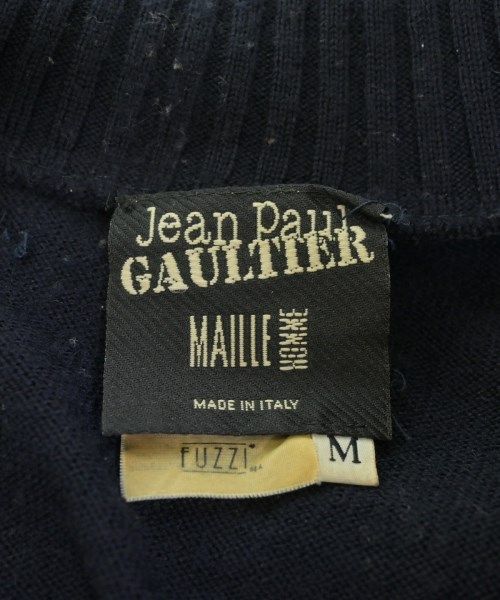 Jean Paul
GAULTIER
MAILLE HOMME
MADE IN ITALY
FUZZI
M